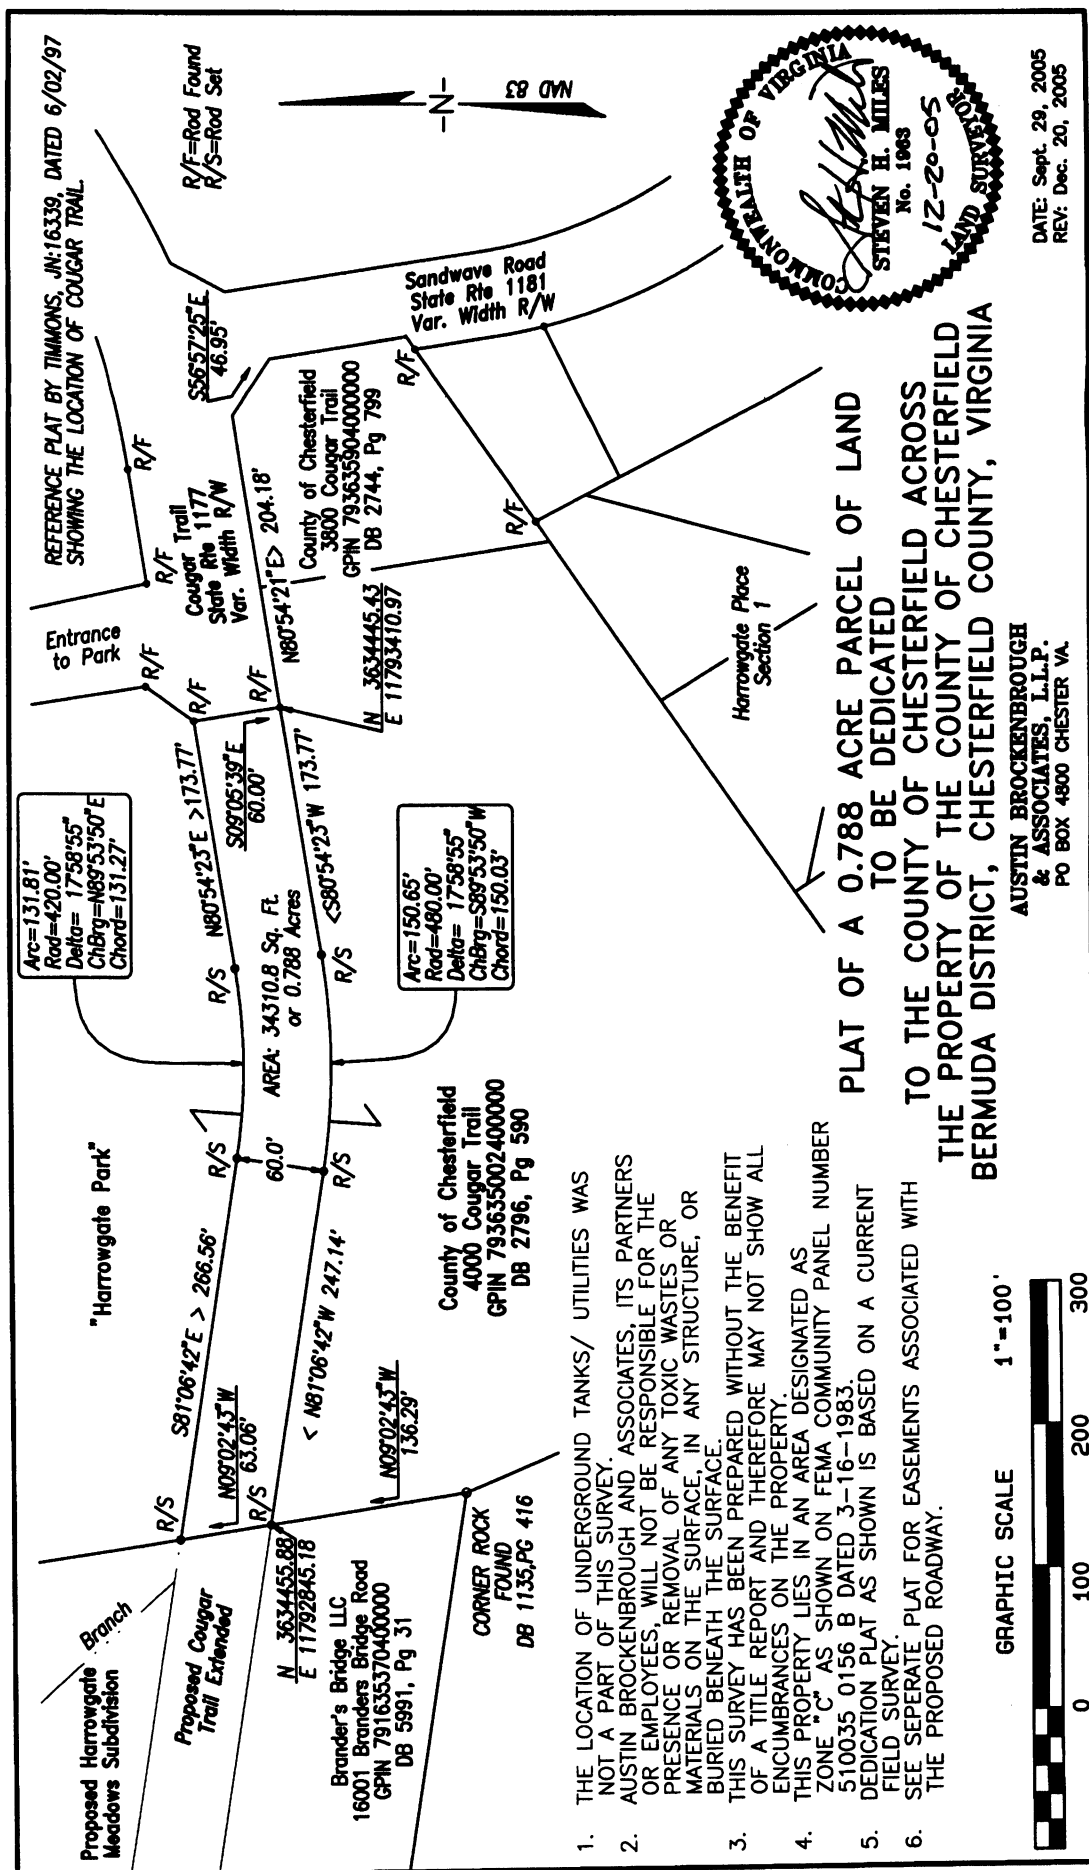 REFERENCE PLAT BY TIMMONS, JN:16339, DATED 6/02/97
SHOWING THE LOCATION OF COUGAR TRAIL.
R/F=Rod Found
R/S=Rod Set
-N-
NAD 83
Arc=131.81'
Rad=420.00'
Delta= 17°58'55"
ChBrg=N89°53'50"E
Chord=131.27'
Entrance
to Park
R/F
R/F
R/F
R/F
R/F
Cougar Trail
State Rte 1177
Var. Width R/W
S56°57'25"E
46.95'
Sandwave Road
State Rte 1181
Var. Width R/W
"Harrowgate Park"
Proposed Harrowgate
Meadows Subdivision
Branch
Proposed Cougar
Trail Extended
R/S
S81°06'42"E > 266.56'
R/S
R/S
N80°54'23"E >173.77'
S09°05'39"E
60.00'
N80°54'21"E> 204.18'
N09°02'43"W
63.06'
R/S
< N81°06'42"W 247.14'
60.0'
R/S
AREA: 34310.8 Sq. Ft.
or 0.788 Acres
R/S
<S80°54'23"W 173.77'
County of Chesterfield
3800 Cougar Trail
GPIN 793635904000000
DB 2744, Pg 799
N 3634445.43
E 11793410.97
R/F
R/F
N 3634455.88
E 11792845.18
N09°02'43"W
136.29'
Arc=150.65'
Rad=480.00'
Delta= 17°58'55"
ChBrg=S89°53'50"W
Chord=150.03'
Brander's Bridge LLC
16001 Branders Bridge Road
GPIN 791635370400000
DB 5991, Pg 31
County of Chesterfield
4000 Cougar Trail
GPIN 793635002400000
DB 2796, Pg 590
CORNER ROCK
FOUND
DB 1135,PG 416
Harrowgate Place
Section 1
1. THE LOCATION OF UNDERGROUND TANKS/ UTILITIES WAS
NOT A PART OF THIS SURVEY.
2. AUSTIN BROCKENBROUGH AND ASSOCIATES, ITS PARTNERS
OR EMPLOYEES, WILL NOT BE RESPONSIBLE FOR THE
PRESENCE OR REMOVAL OF ANY TOXIC WASTES OR
MATERIALS ON THE SURFACE, IN ANY STRUCTURE, OR
BURIED BENEATH THE SURFACE.
3. THIS SURVEY HAS BEEN PREPARED WITHOUT THE BENEFIT
OF A TITLE REPORT AND THEREFORE MAY NOT SHOW ALL
ENCUMBRANCES ON THE PROPERTY.
4. THIS PROPERTY LIES IN AN AREA DESIGNATED AS
ZONE "C" AS SHOWN ON FEMA COMMUNITY PANEL NUMBER
510035 0156 B DATED 3-16-1983.
5. DEDICATION PLAT AS SHOWN IS BASED ON A CURRENT
FIELD SURVEY.
6. SEE SEPERATE PLAT FOR EASEMENTS ASSOCIATED WITH
THE PROPOSED ROADWAY.
GRAPHIC SCALE 1"=100'
0 100 200 300
PLAT OF A 0.788 ACRE PARCEL OF LAND
TO BE DEDICATED
TO THE COUNTY OF CHESTERFIELD ACROSS
THE PROPERTY OF THE COUNTY OF CHESTERFIELD
BERMUDA DISTRICT, CHESTERFIELD COUNTY, VIRGINIA
AUSTIN BROCKENBROUGH
& ASSOCIATES, L.L.P.
PO BOX 4800 CHESTER VA.
COMMONWEALTH OF VIRGINIA
STEVEN H. MILES
No. 1963
12-20-05
LAND SURVEYOR
DATE: Sept. 29, 2005
REV: Dec. 20, 2005